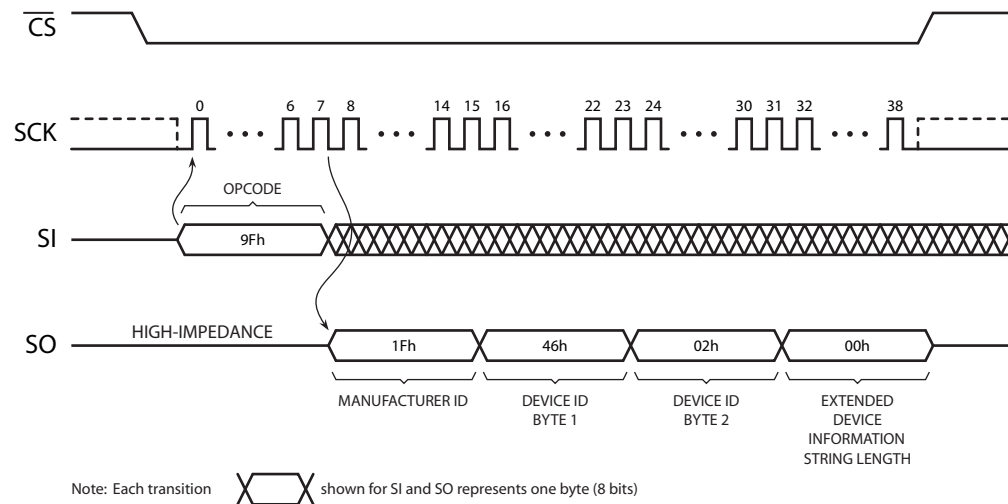 CS
0 6 7 8 14 15 16 22 23 24 30 31 32 38
SCK
OPCODE
SI
9Fh
HIGH-IMPEDANCE
SO
1Fh 46h 02h 00h
MANUFACTURER ID
DEVICE ID
BYTE 1
DEVICE ID
BYTE 2
EXTENDED
DEVICE
INFORMATION
STRING LENGTH
Note: Each transition shown for SI and SO represents one byte (8 bits)